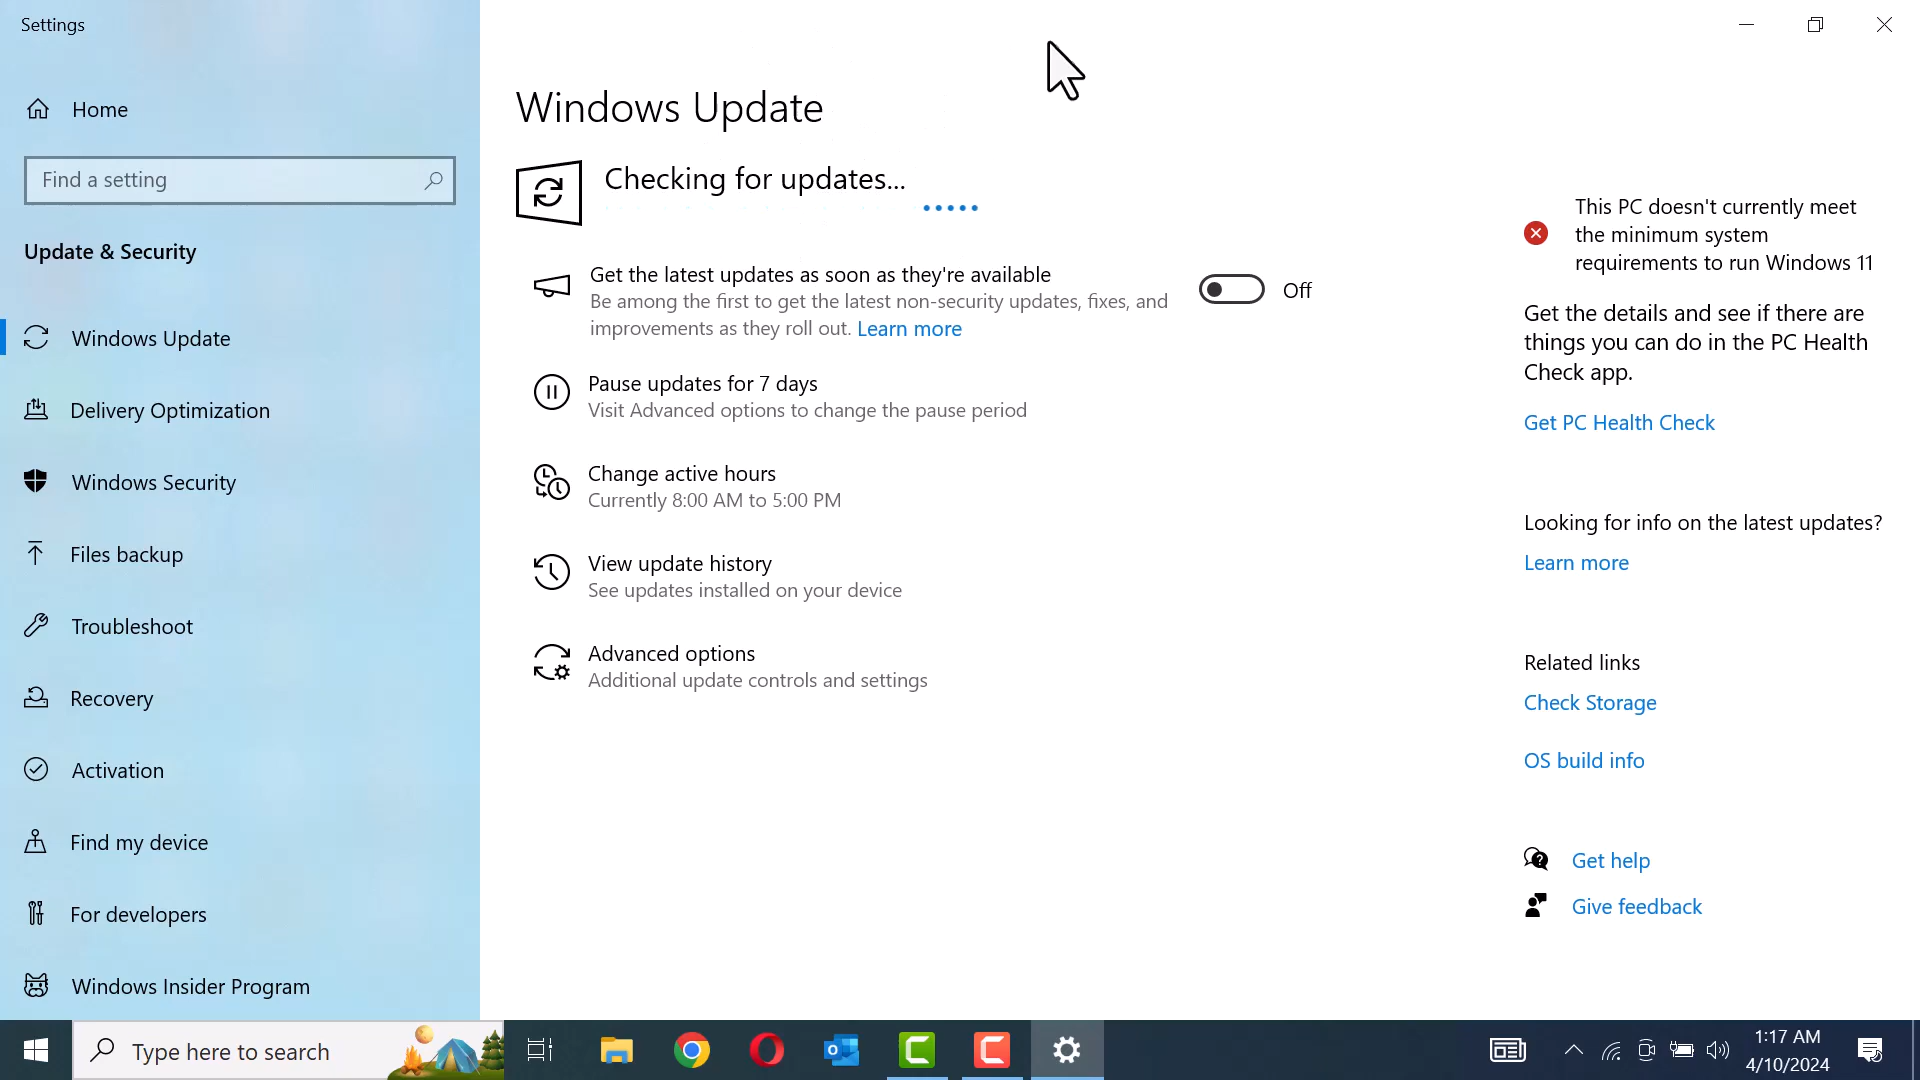 Settings
Home
Find a setting
Update & Security
Windows Update
Delivery Optimization
Windows Security
Files backup
Troubleshoot
Recovery
Activation
Find my device
For developers
Windows Insider Program
Windows Update
Checking for updates...
Get the latest updates as soon as they're available
Be among the first to get the latest non-security updates, fixes, and
improvements as they roll out. Learn more
Off
Pause updates for 7 days
Visit Advanced options to change the pause period
Change active hours
Currently 8:00 AM to 5:00 PM
View update history
See updates installed on your device
Advanced options
Additional update controls and settings
This PC doesn't currently meet
the minimum system
requirements to run Windows 11
Get the details and see if there are
things you can do in the PC Health
Check app.
Get PC Health Check
Looking for info on the latest updates?
Learn more
Related links
Check Storage
OS build info
Get help
Give feedback
Type here to search
1:17 AM
4/10/2024